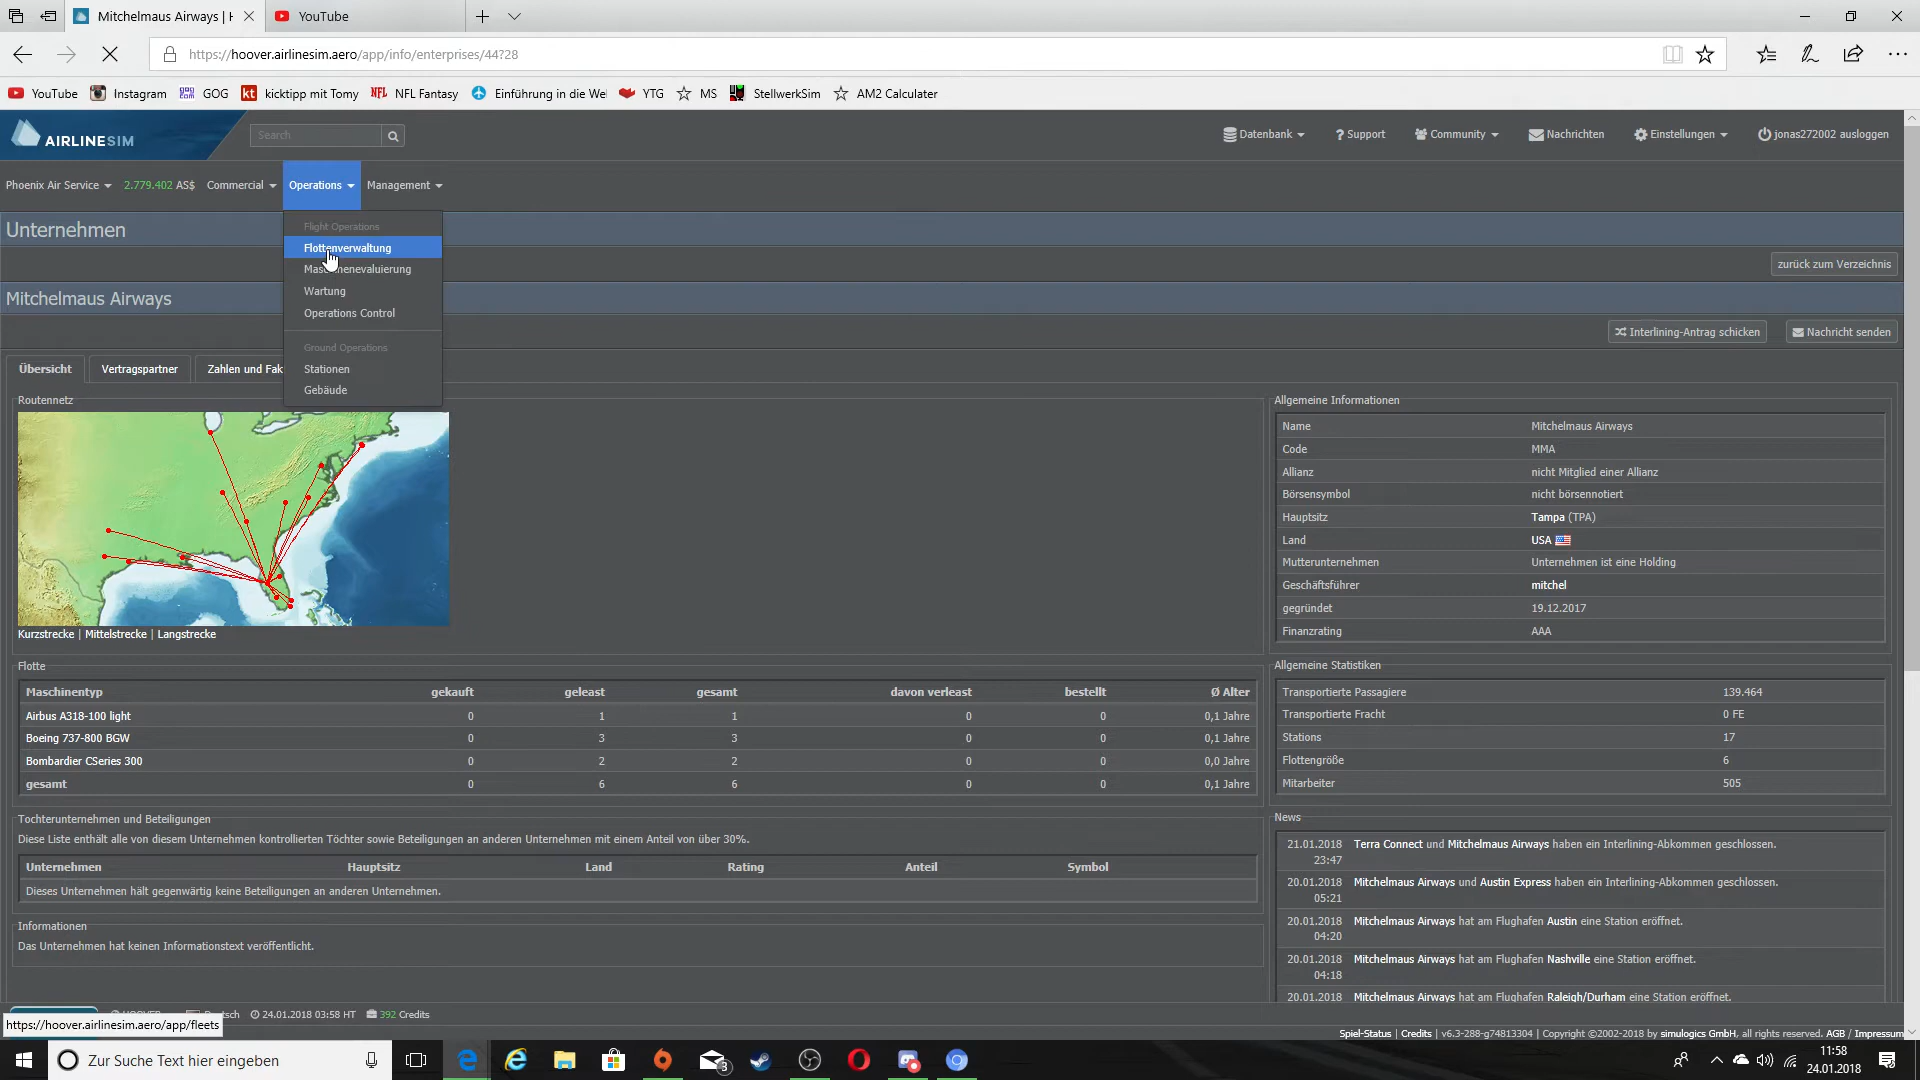 Mitchelmaus Airways | H
YouTube
https://hoover.airlinesim.aero/app/info/enterprises/44?28
YouTube Instagram GOG kicktipp mit Tomy NFL Fantasy Einführung in die Wel YTG MS StellwerkSim AM2 Calculater
AIRLINESIM Search Datenbank ? Support Community Nachrichten Einstellungen jonas272002 ausloggen
Phoenix Air Service 2.779.402 AS$ Commercial Operations Management
Flight Operations
Flottenverwaltung
Wartung
Operations Control
Ground Operations
Stationen
Gebäude
Unternehmen
zurück zum Verzeichnis
Mitchelmaus Airways
Interlining-Antrag schicken Nachricht senden
Übersicht Vertragspartner Zahlen und Fak
Routennetz
Kurzstrecke | Mittelstrecke | Langstrecke
Flotte
Maschinentyp gekauft geleast gesamt davon verleast bestellt Ø Alter
Airbus A318-100 light 0 1 1 0 0 0,1 Jahre
Boeing 737-800 BGW 0 3 3 0 0 0,1 Jahre
Bombardier CSeries 300 0 2 2 0 0 0,0 Jahre
gesamt 0 6 6 0 0 0,1 Jahre
Tochterunternehmen und Beteiligungen
Diese Liste enthält alle von diesem Unternehmen kontrollierten Töchter sowie Beteiligungen an anderen Unternehmen mit einem Anteil von über 30%.
Unternehmen Hauptsitz Land Rating Anteil Symbol
Dieses Unternehmen hält gegenwärtig keine Beteiligungen an anderen Unternehmen.
Informationen
Das Unternehmen hat keinen Informationstext veröffentlicht.
Allgemeine Informationen
Name Mitchelmaus Airways
Code MMA
Allianz nicht Mitglied einer Allianz
Börsensymbol nicht börsennotiert
Hauptsitz Tampa (TPA)
Land USA
Mutterunternehmen Unternehmen ist eine Holding
Geschäftsführer mitchel
gegründet 19.12.2017
Finanzrating AAA
Allgemeine Statistiken
Transportierte Passagiere 139.464
Transportierte Fracht 0 FE
Stations 17
Flottengröße 6
Mitarbeiter 505
News
21.01.2018 23:47 Terra Connect und Mitchelmaus Airways haben ein Interlining-Abkommen geschlossen.
20.01.2018 05:21 Mitchelmaus Airways und Austin Express haben ein Interlining-Abkommen geschlossen.
20.01.2018 04:20 Mitchelmaus Airways hat am Flughafen Austin eine Station eröffnet.
20.01.2018 04:18 Mitchelmaus Airways hat am Flughafen Nashville eine Station eröffnet.
20.01.2018 Mitchelmaus Airways hat am Flughafen Raleigh/Durham eine Station eröffnet.
24.01.2018 03:58 HT 392 Credits
https://hoover.airlinesim.aero/app/fleets
Spiel-Status | Credits | v6.3-288-g74813304 | Copyright ©2002-2018 by simulogics GmbH, all rights reserved. AGB / Impressum
Zur Suche Text hier eingeben
3
11:58
24.01.2018